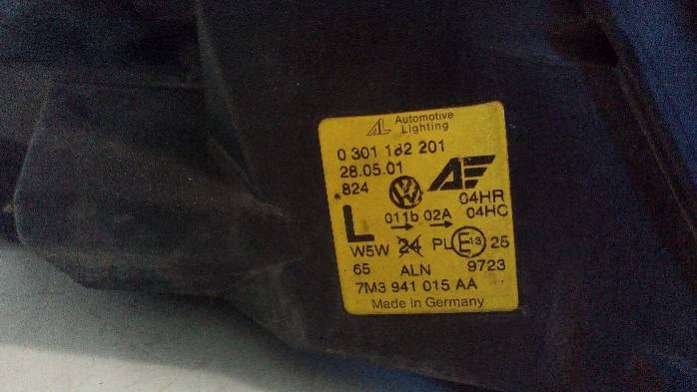 AL Automotive
Lighting
0 301 182 201
28.05.01
824
04HR
L 011b 02A 04HC
W5W 24 PL E13 25
65 ALN 9723
7M3 941 015 AA
Made in Germany